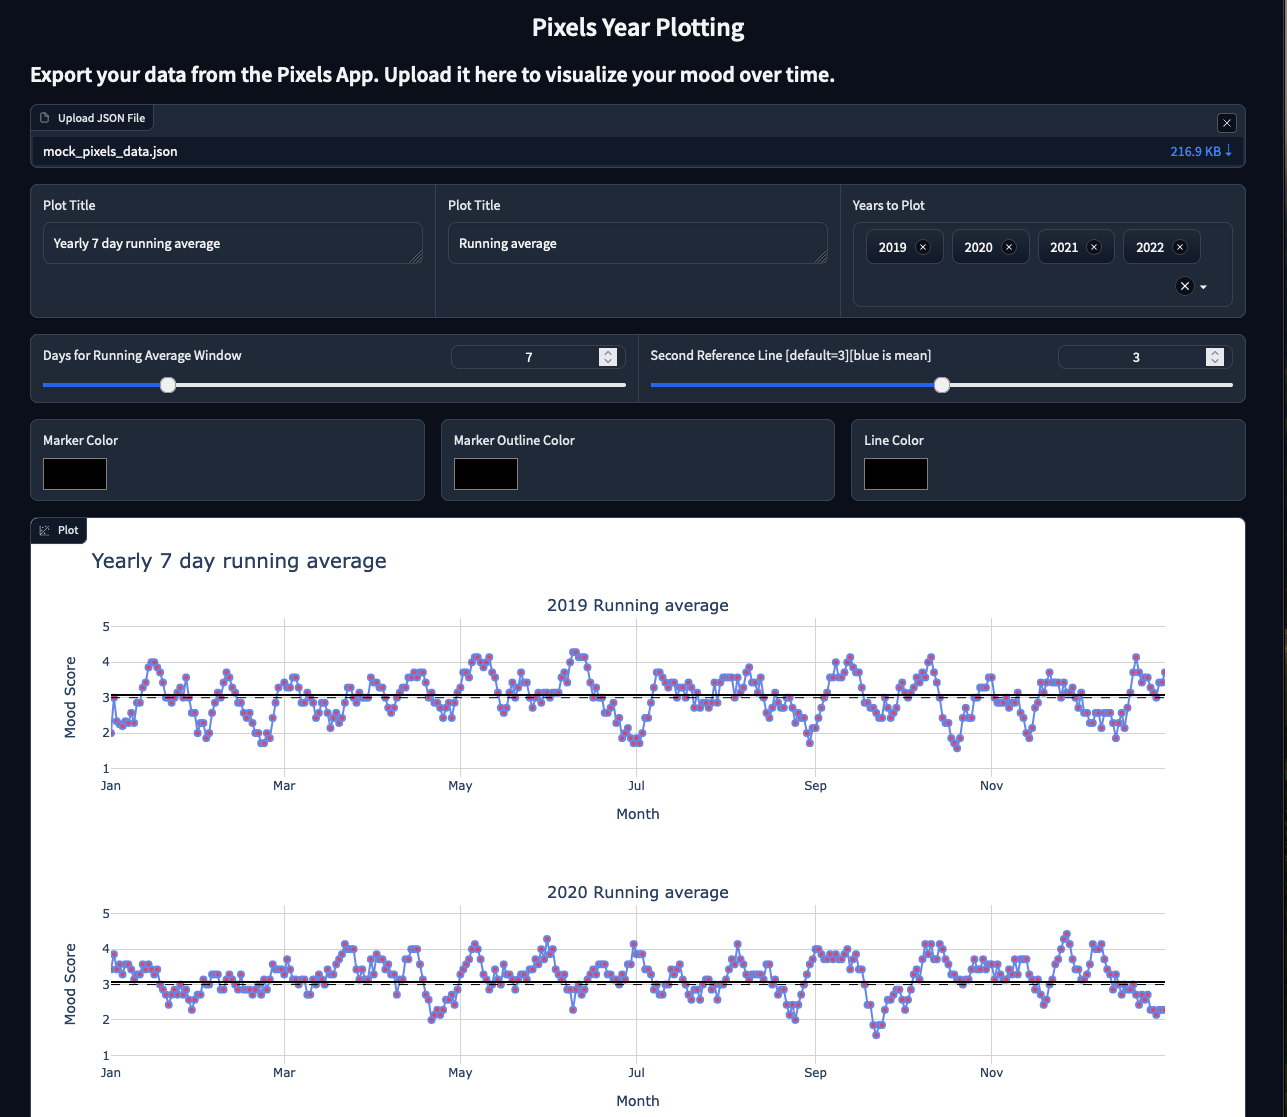 Pixels Year Plotting
Export your data from the Pixels App. Upload it here to visualize your mood over time.
Upload JSON File
mock_pixels_data.json
216.9 KB ↓
Plot Title
Yearly 7 day running average
Plot Title
Running average
Years to Plot
2019
2020
2021
2022
Days for Running Average Window
7
Second Reference Line [default=3][blue is mean]
3
Marker Color
Marker Outline Color
Line Color
Plot
Yearly 7 day running average
2019 Running average
Mood Score
5
4
3
2
1
Jan Mar May Jul Sep Nov
Month
2020 Running average
Mood Score
5
4
3
2
1
Jan Mar May Jul Sep Nov
Month